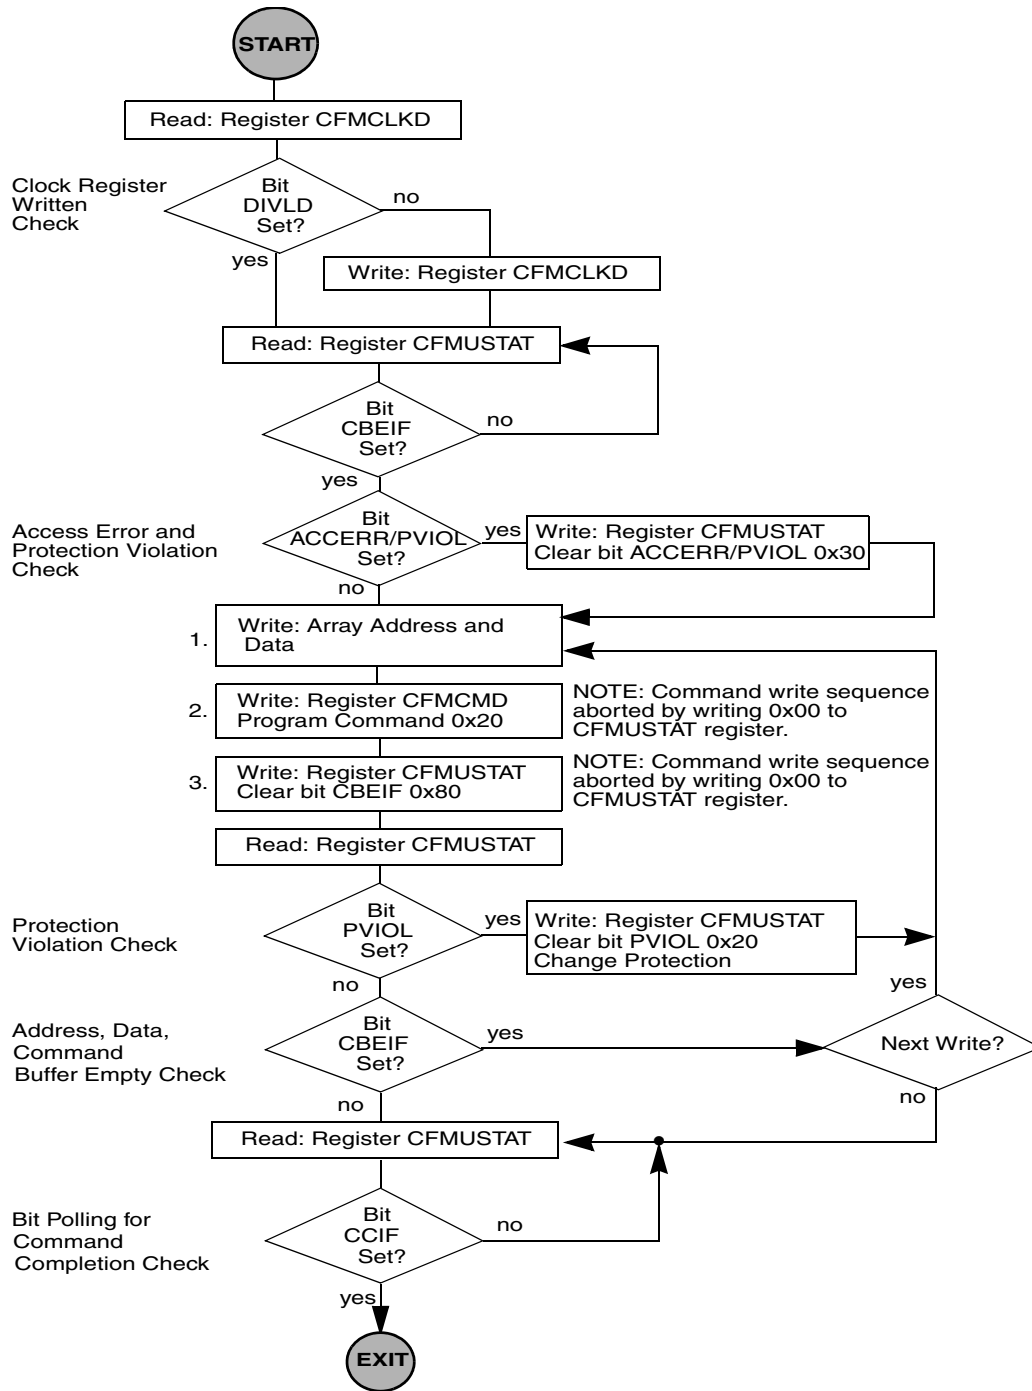 START
Read: Register CFMCLKD
Clock Register
Written
Check
Bit
DIVLD
Set?
no
yes
Write: Register CFMCLKD
Read: Register CFMUSTAT
Bit
CBEIF
Set?
no
yes
Access Error and
Protection Violation
Check
Bit
ACCERR/PVIOL
Set?
yes
Write: Register CFMUSTAT
Clear bit ACCERR/PVIOL 0x30
no
1.
Write: Array Address and
Data
2.
Write: Register CFMCMD
Program Command 0x20
NOTE: Command write sequence
aborted by writing 0x00 to
CFMUSTAT register.
3.
Write: Register CFMUSTAT
Clear bit CBEIF 0x80
NOTE: Command write sequence
aborted by writing 0x00 to
CFMUSTAT register.
Read: Register CFMUSTAT
Protection
Violation Check
Bit
PVIOL
Set?
yes
Write: Register CFMUSTAT
Clear bit PVIOL 0x20
Change Protection
no
yes
Address, Data,
Command
Buffer Empty Check
Bit
CBEIF
Set?
yes
Next Write?
no
no
Read: Register CFMUSTAT
Bit Polling for
Command
Completion Check
Bit
CCIF
Set?
no
yes
EXIT